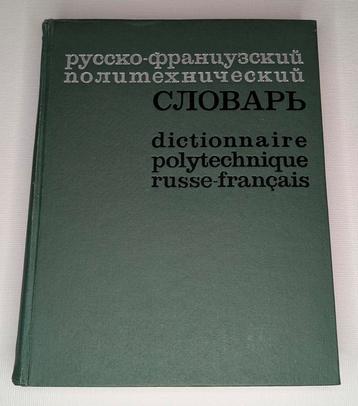 русско-французский
политехнический
СЛОВАРЬ
dictionnaire
polytechnique
russe-français